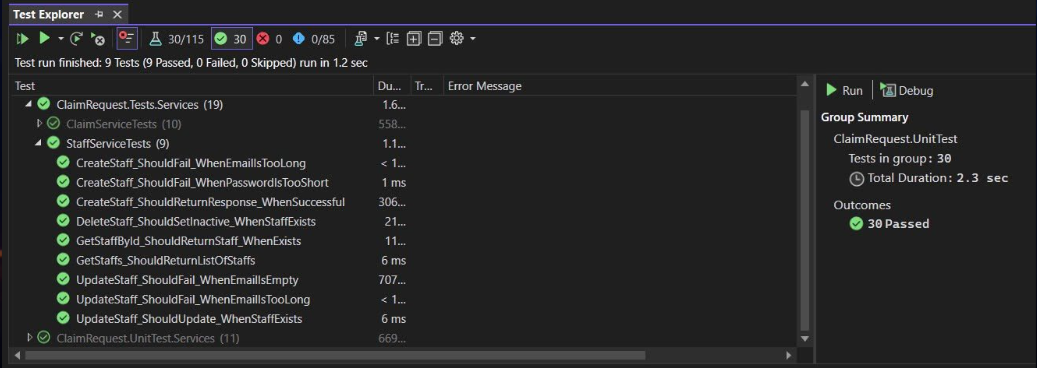 Test Explorer
30/115 30 0 0/85
Test run finished: 9 Tests (9 Passed, 0 Failed, 0 Skipped) run in 1.2 sec
Test Du... Tr... Error Message
ClaimRequest.Tests.Services (19) 1.6...
ClaimServiceTests (10) 558...
StaffServiceTests (9) 1.1...
CreateStaff_ShouldFail_WhenEmailIsTooLong < 1...
CreateStaff_ShouldFail_WhenPasswordIsTooShort 1 ms
CreateStaff_ShouldReturnResponse_WhenSuccessful 306...
DeleteStaff_ShouldSetInactive_WhenStaffExists 21...
GetStaffById_ShouldReturnStaff_WhenExists 11...
GetStaffs_ShouldReturnListOfStaffs 6 ms
UpdateStaff_ShouldFail_WhenEmailIsEmpty 707...
UpdateStaff_ShouldFail_WhenEmailIsTooLong < 1...
UpdateStaff_ShouldUpdate_WhenStaffExists 6 ms
ClaimRequest.UnitTest.Services (11) 669...
Run Debug
Group Summary
ClaimRequest.UnitTest
Tests in group: 30
Total Duration: 2.3 sec
Outcomes
30 Passed